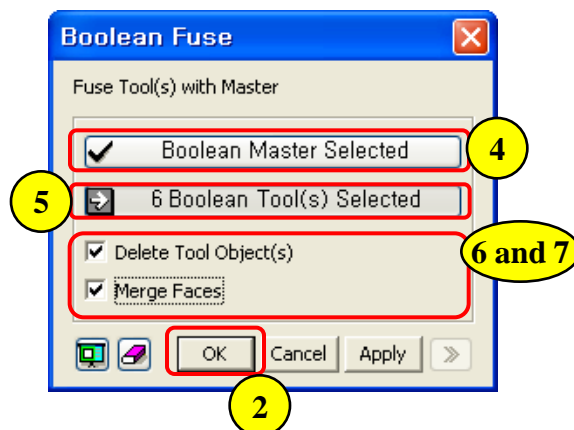 Boolean Fuse
Fuse Tool(s) with Master
Boolean Master Selected
4
5
6 Boolean Tool(s) Selected
Delete Tool Object(s)
6 and 7
Merge Faces
OK Cancel Apply
2